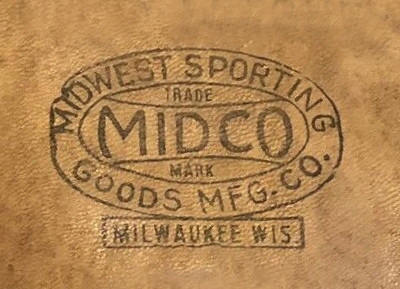 MIDWEST SPORTING
TRADE
MIDCO
MARK
GOODS MFG. CO.
MILWAUKEE WIS